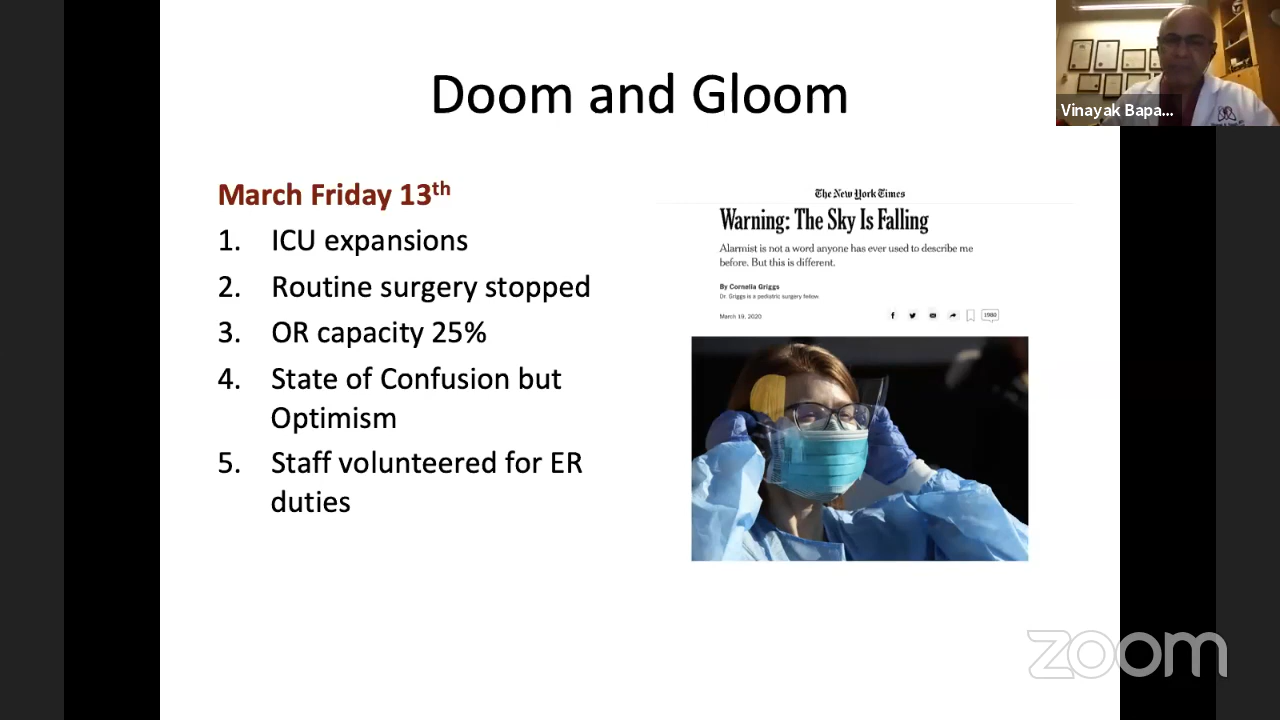 Doom and Gloom
Vinayak Bapa...
March Friday 13th
1. ICU expansions
2. Routine surgery stopped
3. OR capacity 25%
4. State of Confusion but
Optimism
5. Staff volunteered for ER
duties
The New York Times
Warning: The Sky Is Falling
Alarmist is not a word anyone has ever used to describe me
before. But this is different.
By Cornelia Griggs
Dr. Griggs is a pediatric surgery fellow.
March 19, 2020
1980
zoom